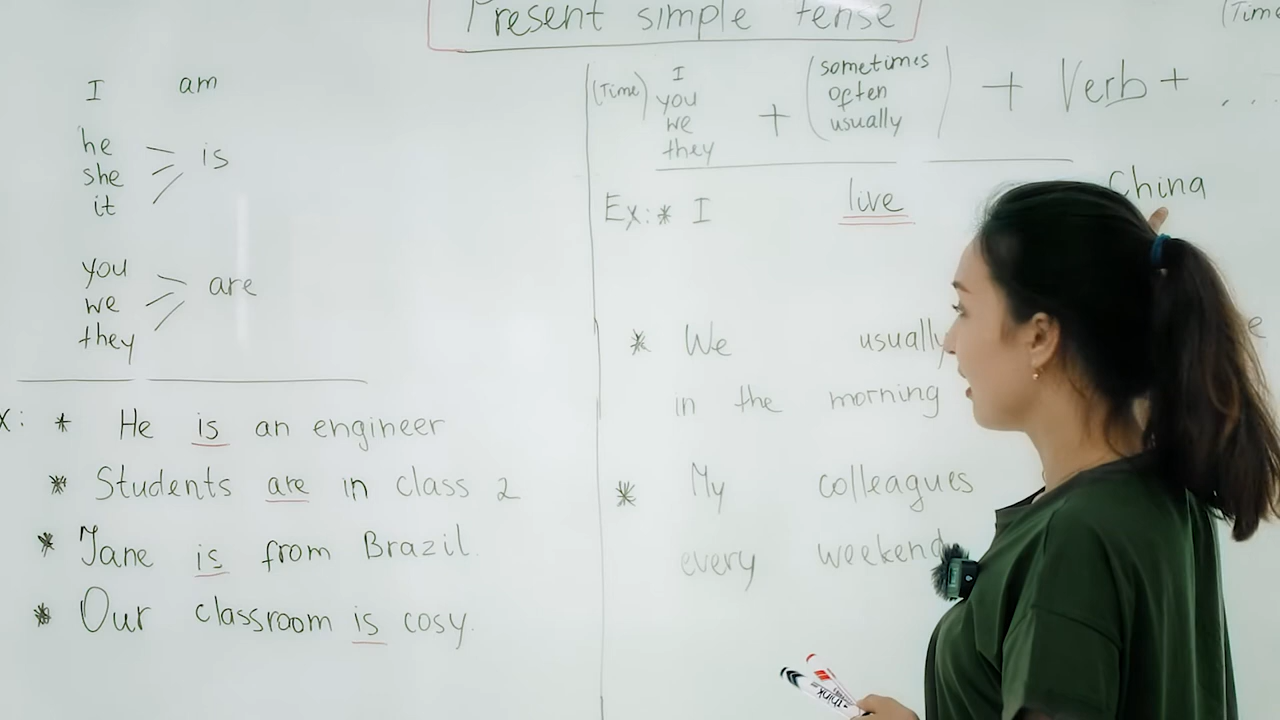 Present simple tense
(Time
I am
he
she
it
is
you
we
they
are
x: * He is an engineer
* Students are in class 2
* Jane is from Brazil.
* Our classroom is cosy.
(Time)
I
you
we
they
+
(sometimes
often
usually)
+ Verb + ...
Ex: * I live China
* We usually
in the morning
* My colleagues
every weekend
think